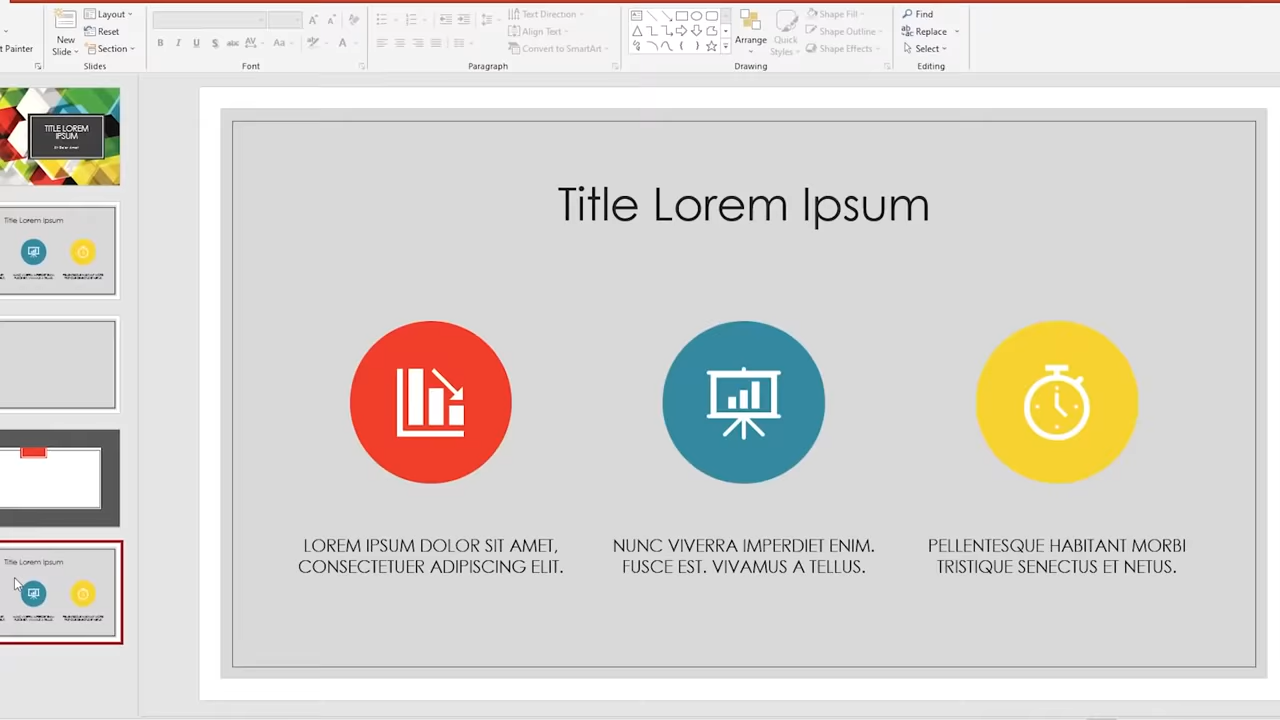 Layout
Text Direction
Shape Fill
Find
t Painter
New
Slide
Reset
Align Text
Arrange
Quick
Styles
Shape Outline
Replace
Section
B I U S abc AV Aa A
Convert to SmartArt
Shape Effects
Select
Slides
Font
Paragraph
Drawing
Editing
TITLE LOREM
IPSUM
Title Lorem Ipsum
Title Lorem Ipsum
Title Lorem Ipsum
LOREM IPSUM DOLOR SIT AMET,
CONSECTETUER ADIPISCING ELIT.
NUNC VIVERRA IMPERDIET ENIM.
FUSCE EST. VIVAMUS A TELLUS.
PELLENTESQUE HABITANT MORBI
TRISTIQUE SENECTUS ET NETUS.